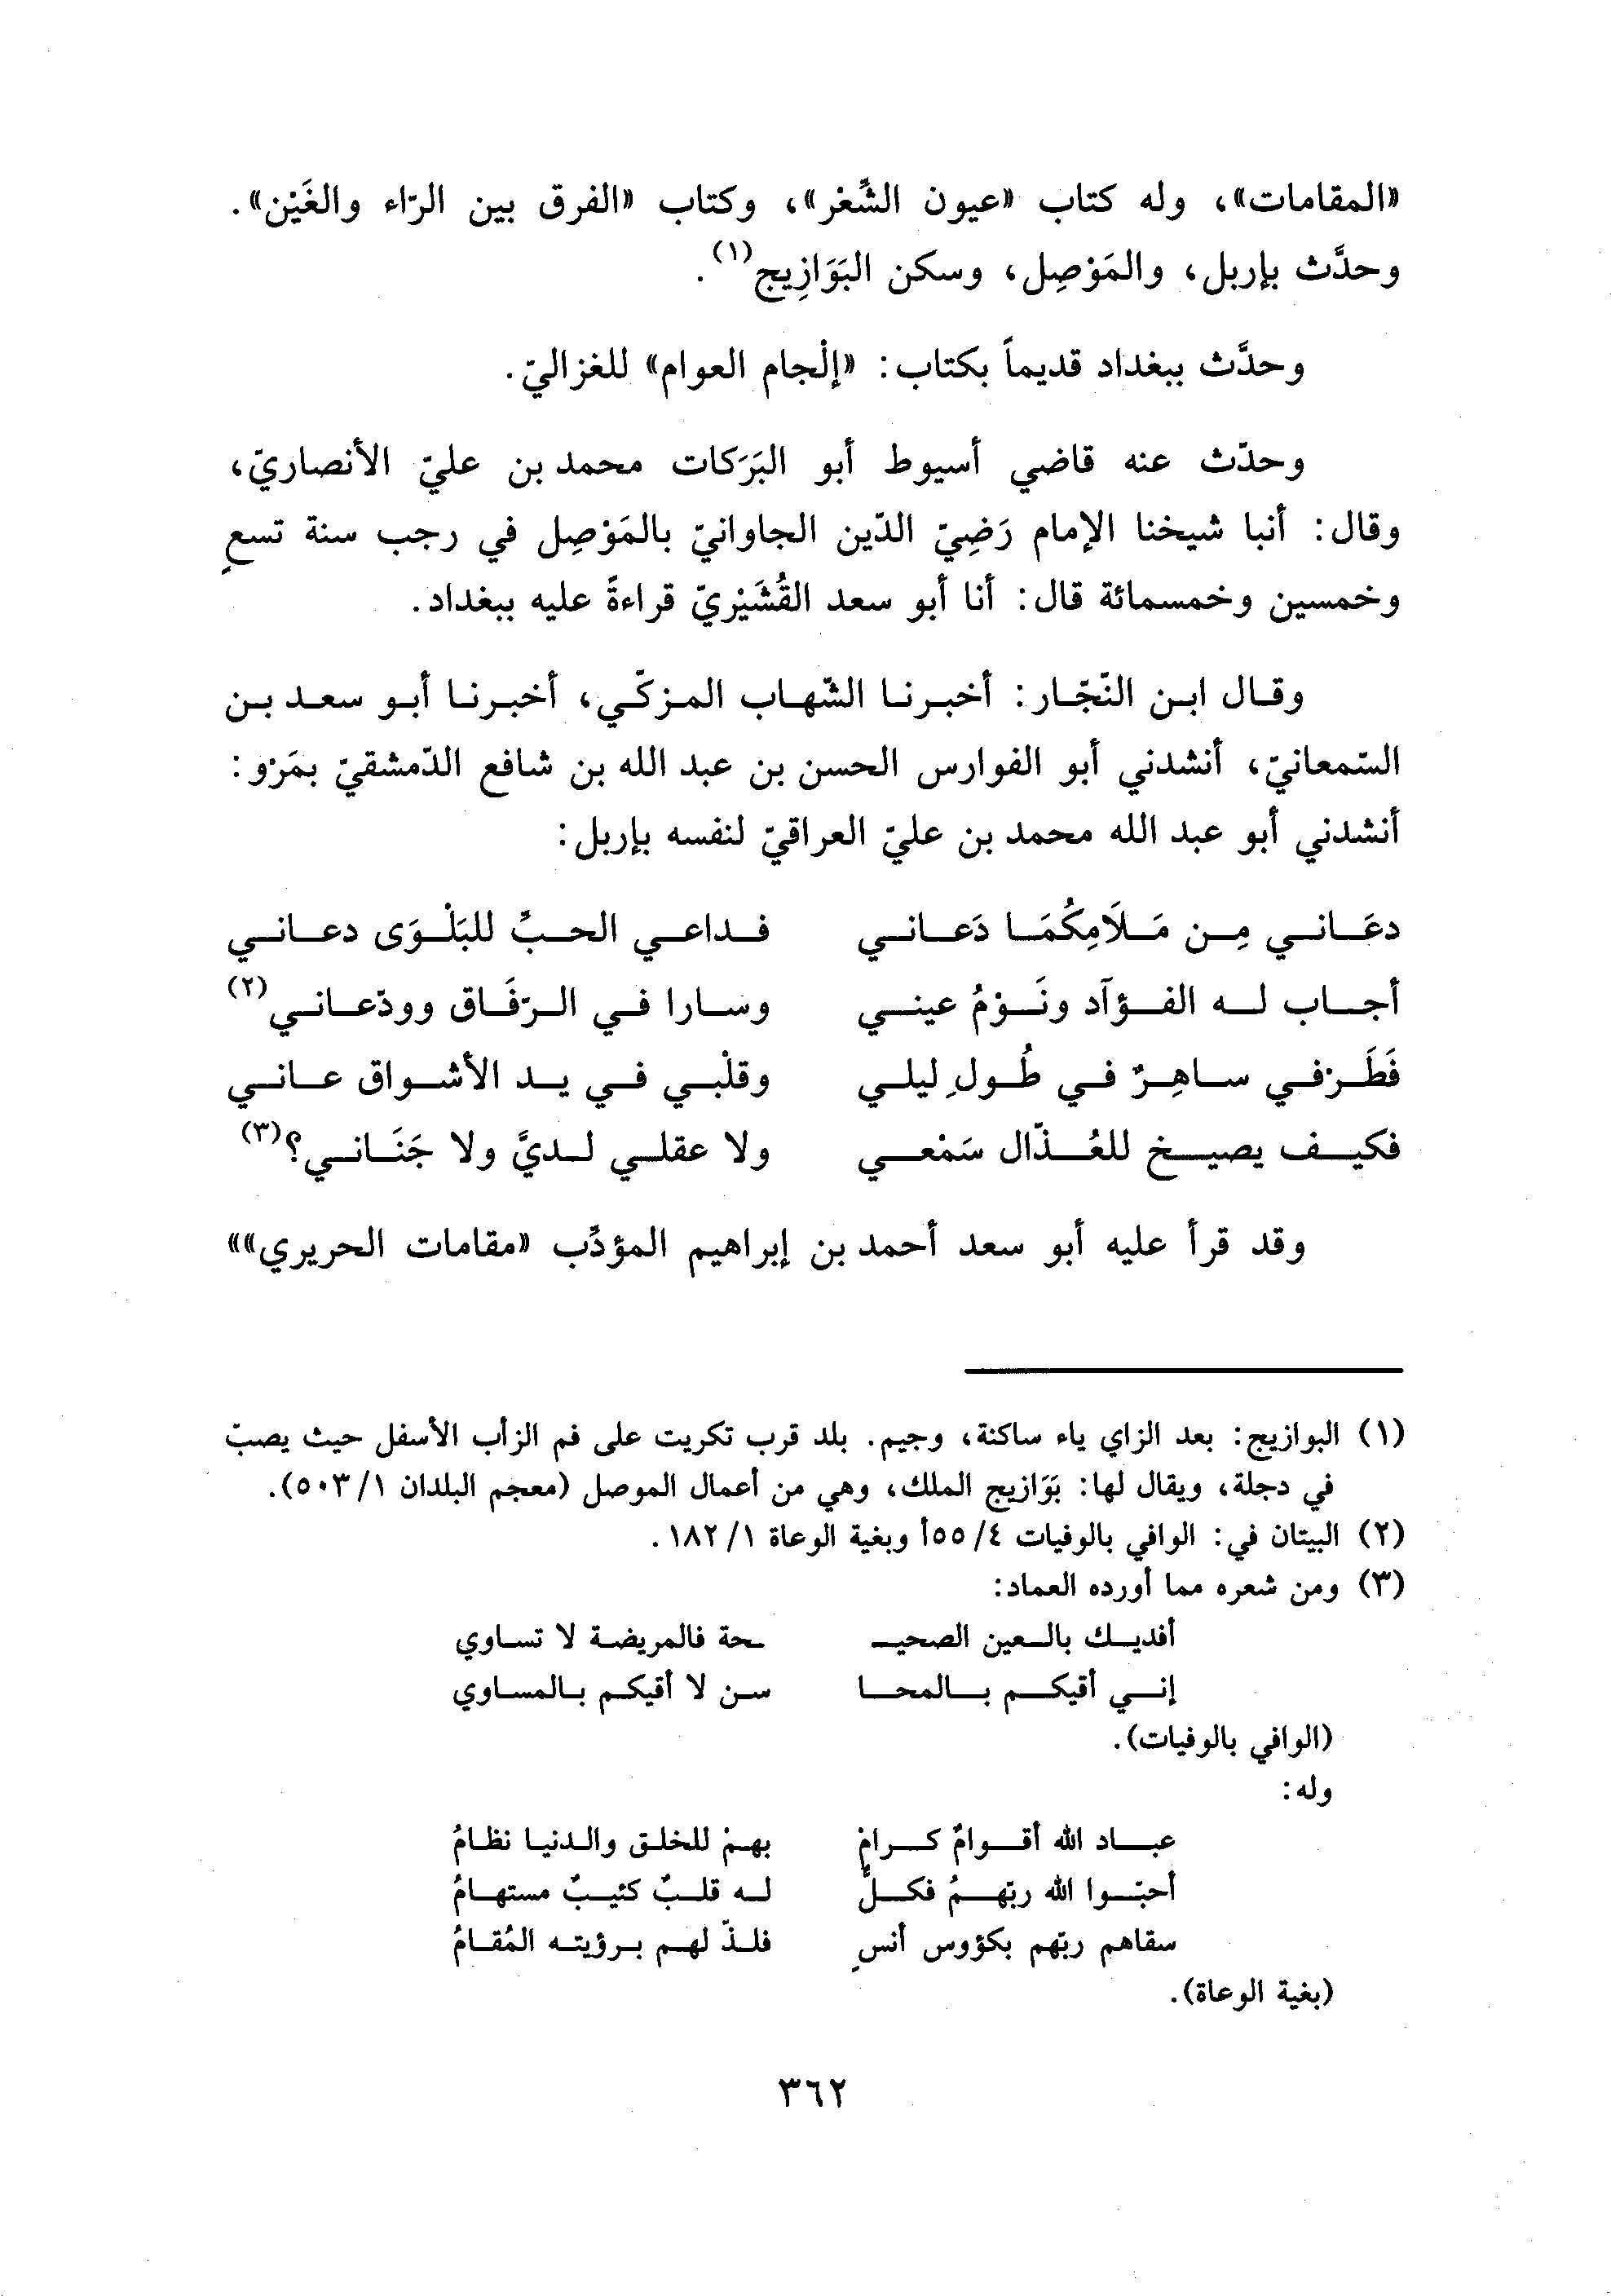 «المقامات»، وله كتاب «عيون الشِّعْر»، وكتاب «الفرق بين الرّاء والغَيْن».
وحدَّث بإربل، والمَوْصِل، وسكن البَوَازِيج(١).
وحدَّث ببغداد قديماً بكتاب: «إلْجام العوام» للغزاليّ.
وحدّث عنه قاضي أسيوط أبو البَرَكات محمد بن عليّ الأنصاريّ،
وقال: أنبا شيخنا الإمام رَضِيّ الدّين الجاوانيّ بالمَوْصِل في رجب سنة تسعٍ
وخمسين وخمسمائة قال: أنا أبو سعد القُشَيْريّ قراءةً عليه ببغداد.
وقال ابن النّجّار: أخبرنا الشّهاب المزكّي، أخبرنا أبو سعد بن
السّمعانيّ، أنشدني أبو الفوارس الحسن بن عبد الله بن شافع الدّمشقيّ بمَرْو:
أنشدني أبو عبد الله محمد بن عليّ العراقيّ لنفسه بإربل:
دعَاني مِن مَلَامِكُمَا دَعاني فداعي الحبِّ للبَلْوَى دعاني
أجاب له الفؤآد ونَوْمُ عيني وسارا في الرّفَاق وودّعاني(٢)
فَطَرْفي ساهِرٌ في طُولِ ليلي وقلْبي في يد الأشواق عاني
فكيف يصيخ للعُذّال سَمْعي ولا عقلي لديَّ ولا جَنَاني؟(٣)
وقد قرأ عليه أبو سعد أحمد بن إبراهيم المؤدِّب «مقامات الحريري»»
(١) البوازيج: بعد الزاي ياء ساكنة، وجيم. بلد قرب تكريت على فم الزأب الأسفل حيث يصبّ
في دجلة، ويقال لها: بَوَازيج الملك، وهي من أعمال الموصل (معجم البلدان ١/ ٥٠٣).
(٢) البيتان في: الوافي بالوفيات ٤/ ٥٥أ وبغية الوعاة ١/ ١٨٢.
(٣) ومن شعره مما أورده العماد:
أفديك بالعين الصحيـ ـحة فالمريضة لا تساوي
إني أقيكم بالمحا سن لا أقيكم بالمساوي
(الوافي بالوفيات).
وله:
عباد الله أقوامٌ كرامْ بهمْ للخلق والدنيا نظامُ
أحبّوا الله ربّهمُ فكلٌّ له قلبٌ كئيبٌ مستهامُ
سقاهم ربّهم بكؤوس أنسٍ فلذّ لهم برؤيته المُقامُ
(بغية الوعاة).
٣٦٢